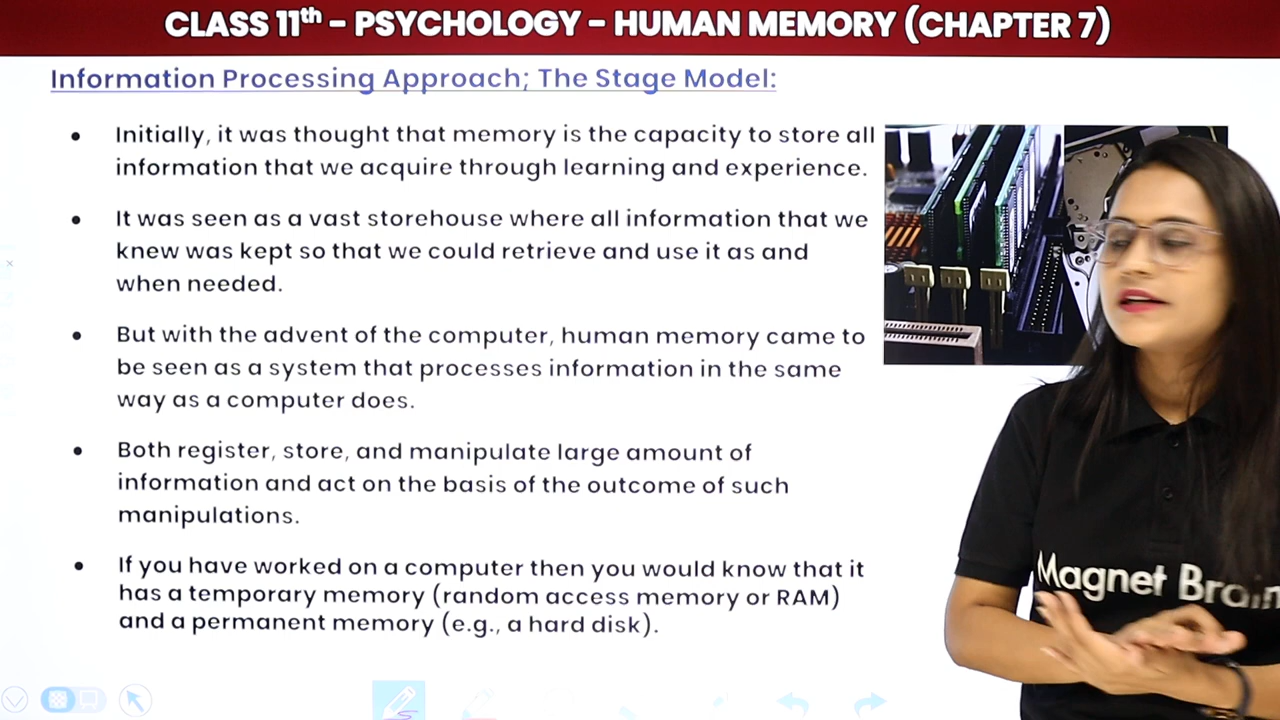 CLASS 11th - PSYCHOLOGY - HUMAN MEMORY (CHAPTER 7)
Information Processing Approach; The Stage Model:
• Initially, it was thought that memory is the capacity to store all
information that we acquire through learning and experience.
• It was seen as a vast storehouse where all information that we
knew was kept so that we could retrieve and use it as and
when needed.
• But with the advent of the computer, human memory came to
be seen as a system that processes information in the same
way as a computer does.
• Both register, store, and manipulate large amount of
information and act on the basis of the outcome of such
manipulations.
• If you have worked on a computer then you would know that it
has a temporary memory (random access memory or RAM)
and a permanent memory (e.g., a hard disk).
Magnet Brain